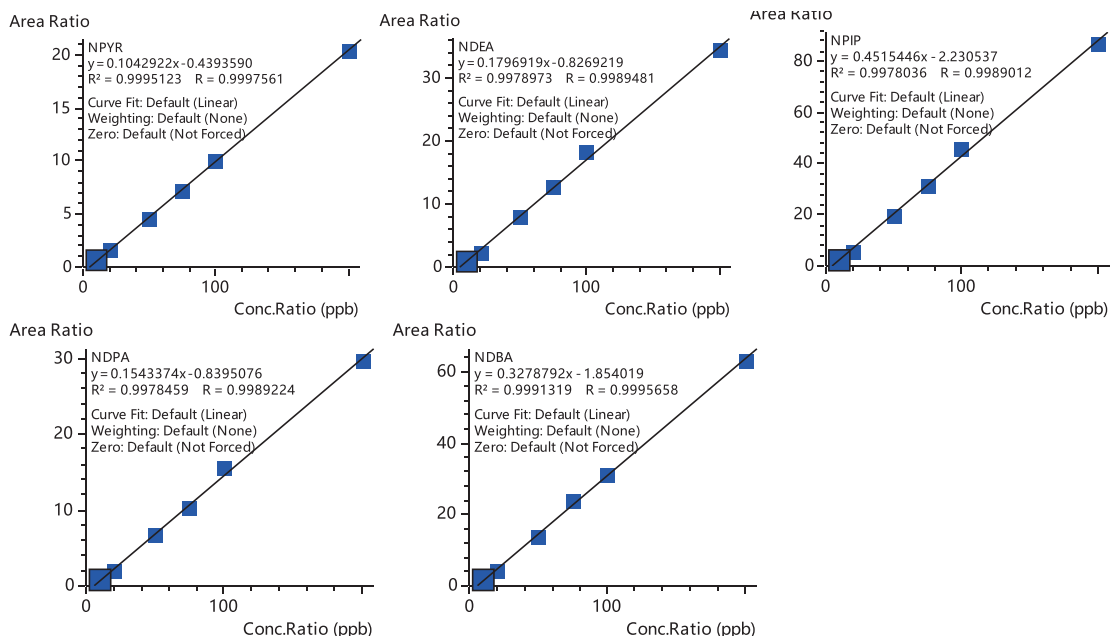 Area Ratio
NPYR
y = 0.1042922x - 0.4393590
R² = 0.9995123 R = 0.9997561
Curve Fit: Default (Linear)
Weighting: Default (None)
Zero: Default (Not Forced)
20
15
10
5
0
0
100
Conc.Ratio (ppb)
Area Ratio
NDEA
y = 0.1796919x - 0.8269219
R² = 0.9978973 R = 0.9989481
Curve Fit: Default (Linear)
Weighting: Default (None)
Zero: Default (Not Forced)
30
20
10
0
0
100
Conc.Ratio (ppb)
Area Ratio
NPIP
y = 0.4515446x - 2.230537
R² = 0.9978036 R = 0.9989012
Curve Fit: Default (Linear)
Weighting: Default (None)
Zero: Default (Not Forced)
80
60
40
20
0
0
100
Conc.Ratio (ppb)
Area Ratio
NDPA
y = 0.1543374x - 0.8395076
R² = 0.9978459 R = 0.9989224
Curve Fit: Default (Linear)
Weighting: Default (None)
Zero: Default (Not Forced)
30
20
10
0
0
100
Conc.Ratio (ppb)
Area Ratio
NDBA
y = 0.3278792x - 1.854019
R² = 0.9991319 R = 0.9995658
Curve Fit: Default (Linear)
Weighting: Default (None)
Zero: Default (Not Forced)
60
40
20
0
0
100
Conc.Ratio (ppb)